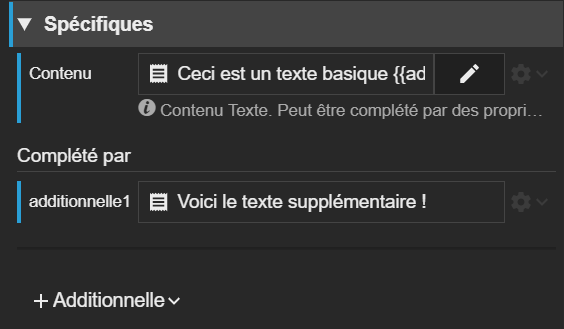 Spécifiques
Contenu
Ceci est un texte basique {{ad
Contenu Texte. Peut être complété par des propri…
Complété par
additionnelle1
Voici le texte supplémentaire !
+ Additionnelle